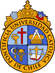 PONTIFICIA UNIVERSIDAD CATOLICA
DE CHILE